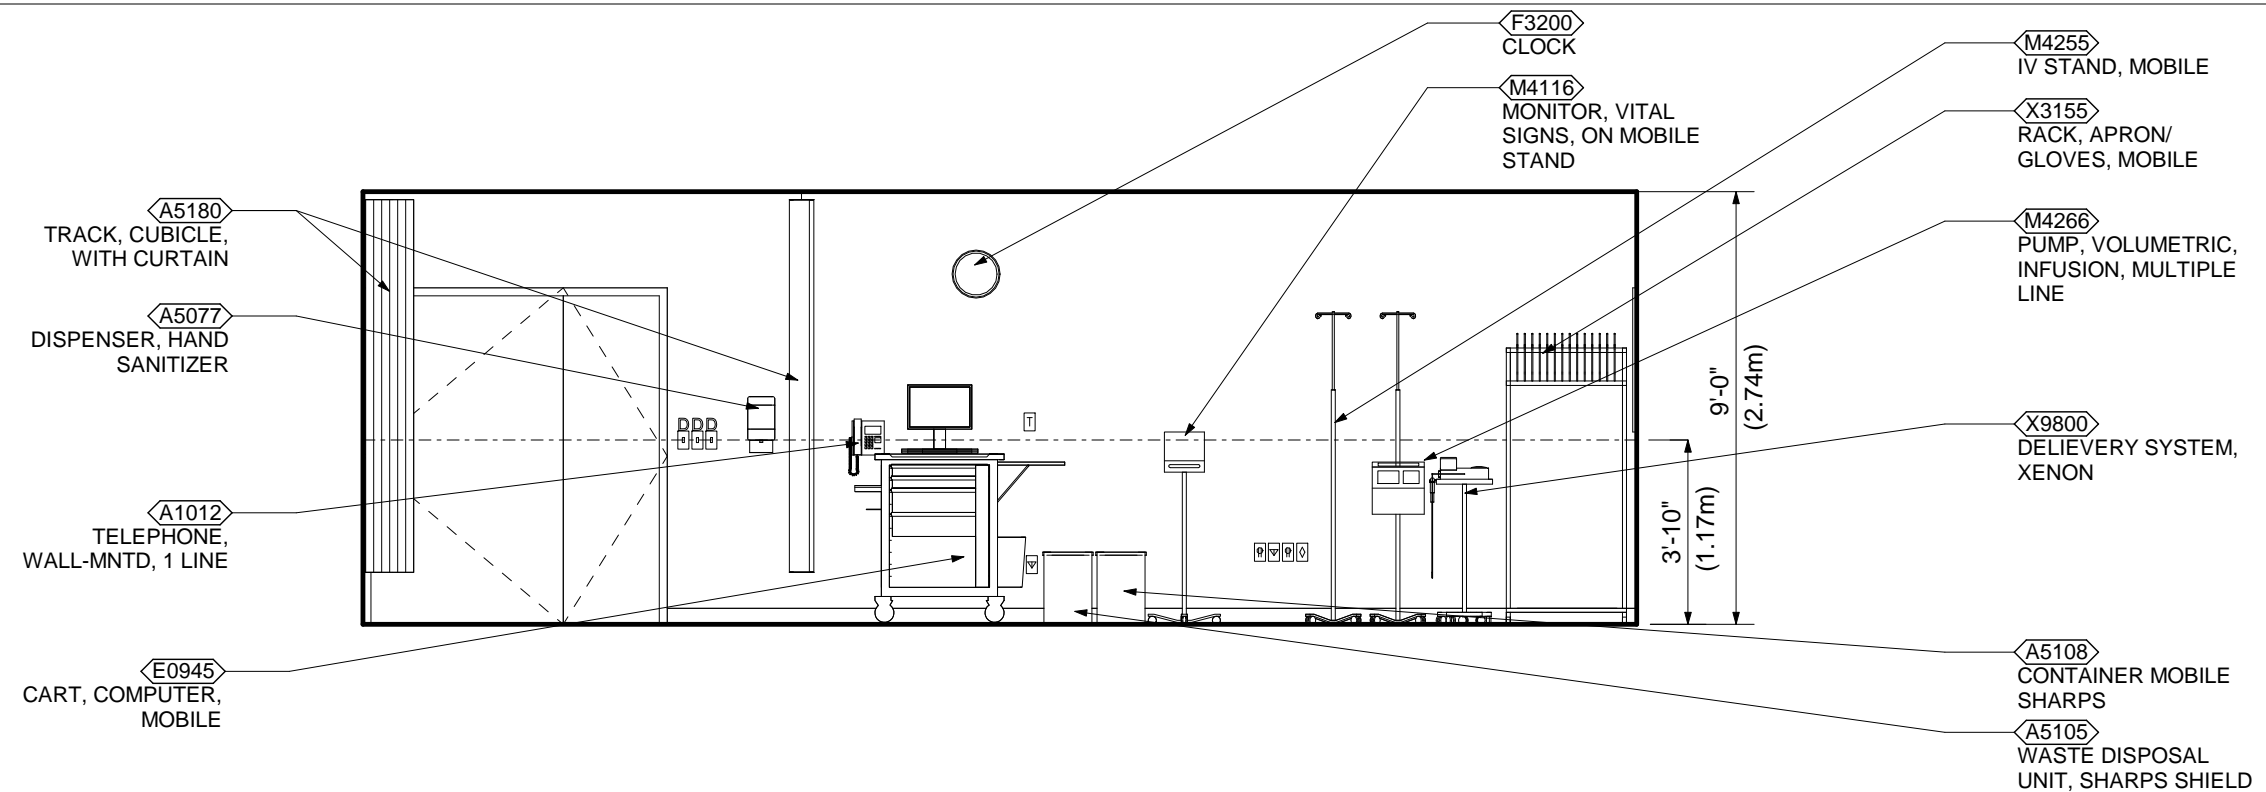 F3200
CLOCK
M4116
MONITOR, VITAL
SIGNS, ON MOBILE
STAND
M4255
IV STAND, MOBILE
X3155
RACK, APRON/
GLOVES, MOBILE
M4266
PUMP, VOLUMETRIC,
INFUSION, MULTIPLE
LINE
X9800
DELIEVERY SYSTEM,
XENON
A5108
CONTAINER MOBILE
SHARPS
A5105
WASTE DISPOSAL
UNIT, SHARPS SHIELD
A5180
TRACK, CUBICLE,
WITH CURTAIN
A5077
DISPENSER, HAND
SANITIZER
A1012
TELEPHONE,
WALL-MNTD, 1 LINE
E0945
CART, COMPUTER,
MOBILE
DDD
T
9'-0"
(2.74m)
3'-10"
(1.17m)